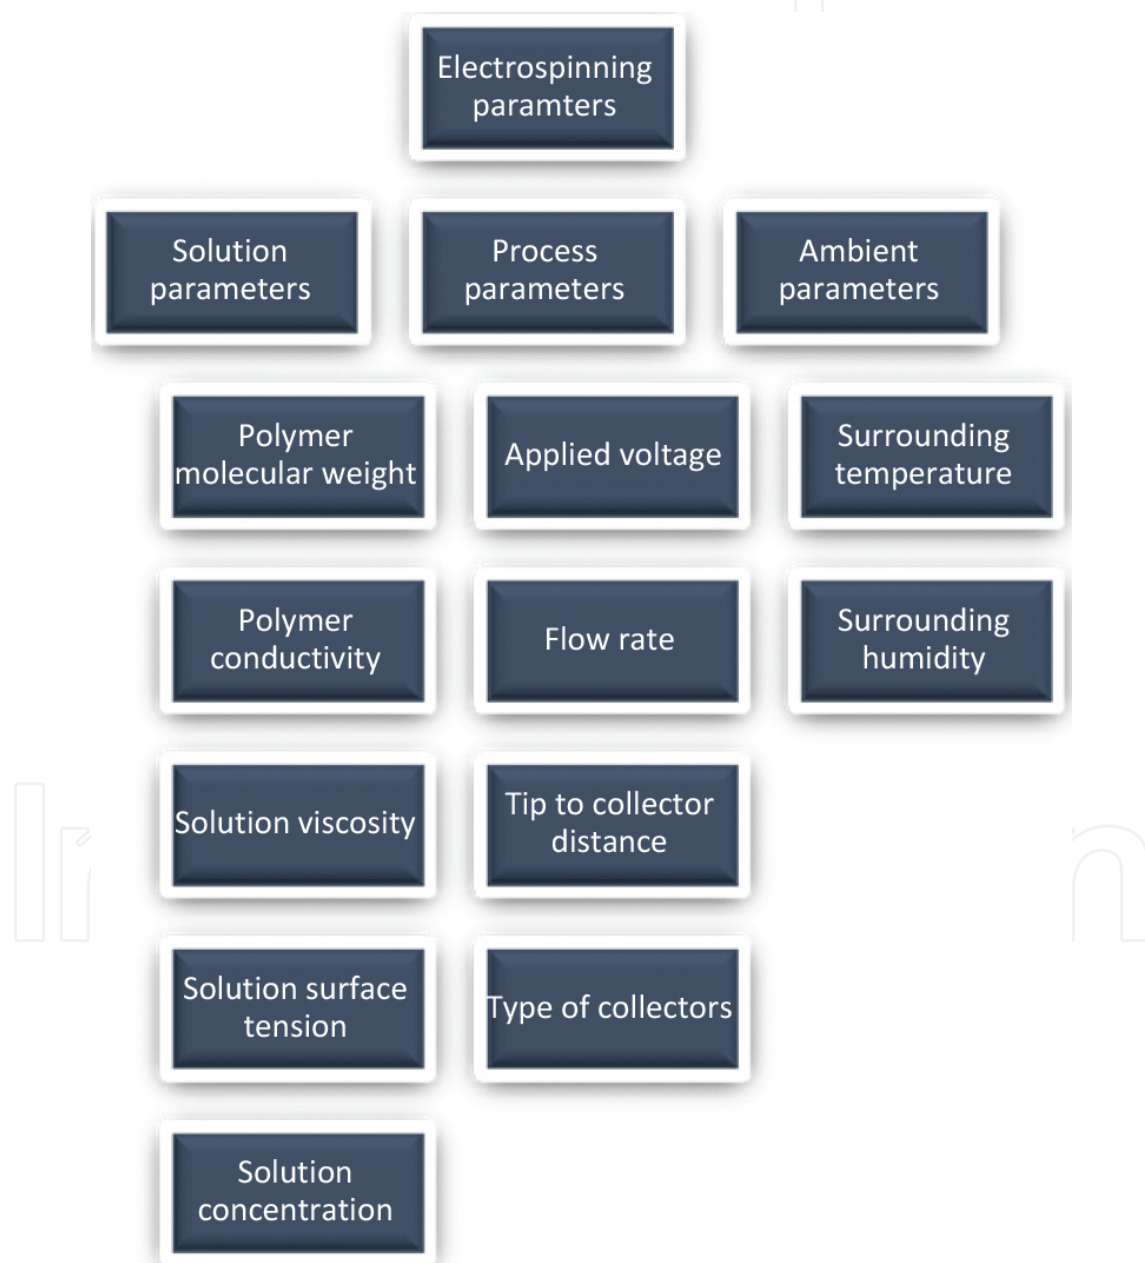 Electrospinning
paramters
Solution
parameters
Process
parameters
Ambient
parameters
Polymer
molecular weight
Applied voltage
Surrounding
temperature
Polymer
conductivity
Flow rate
Surrounding
humidity
Solution viscosity
Tip to collector
distance
Solution surface
tension
Type of collectors
Solution
concentration